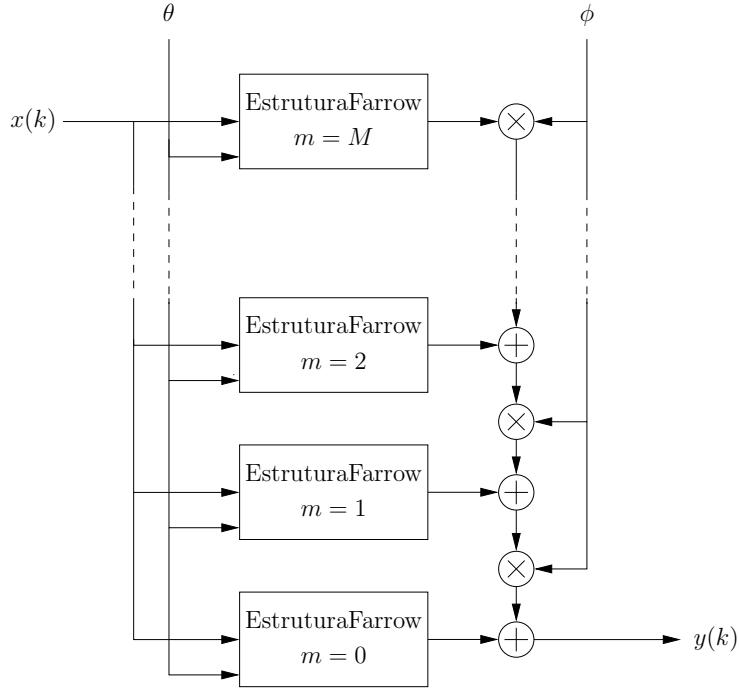 θ
ϕ
x(k)
EstruturaFarrow
m = M
EstruturaFarrow
m = 2
EstruturaFarrow
m = 1
EstruturaFarrow
m = 0
y(k)